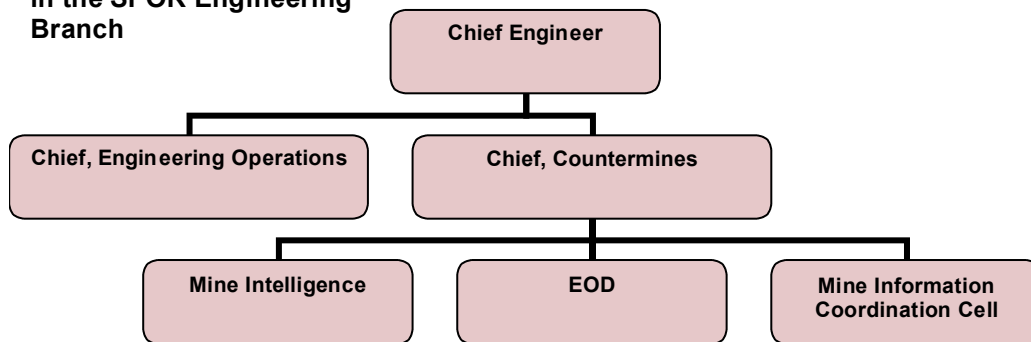 in the SFOR Engineering
Branch
Chief Engineer
Chief, Engineering Operations
Chief, Countermines
Mine Intelligence
EOD
Mine Information
Coordination Cell